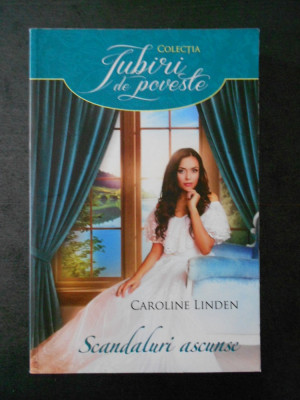 COLECȚIA
Iubiri
de poveste
CAROLINE LINDEN
Scandaluri ascunse